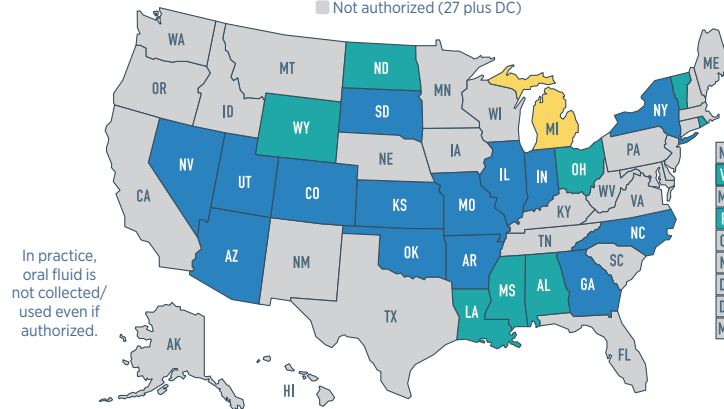 Not authorized (27 plus DC)
WA
ME
MT
ND
MN
OR
ID
WI
SD
NY
MI
WY
IA
PA
NE
OH
NV
IL
IN
UT
CO
WV
VA
CA
KS
MO
KY
NC
TN
OK
AZ
NM
AR
SC
MS
AL
GA
LA
TX
FL
AK
HI
In practice,
oral fluid is
not collected/
used even if
authorized.